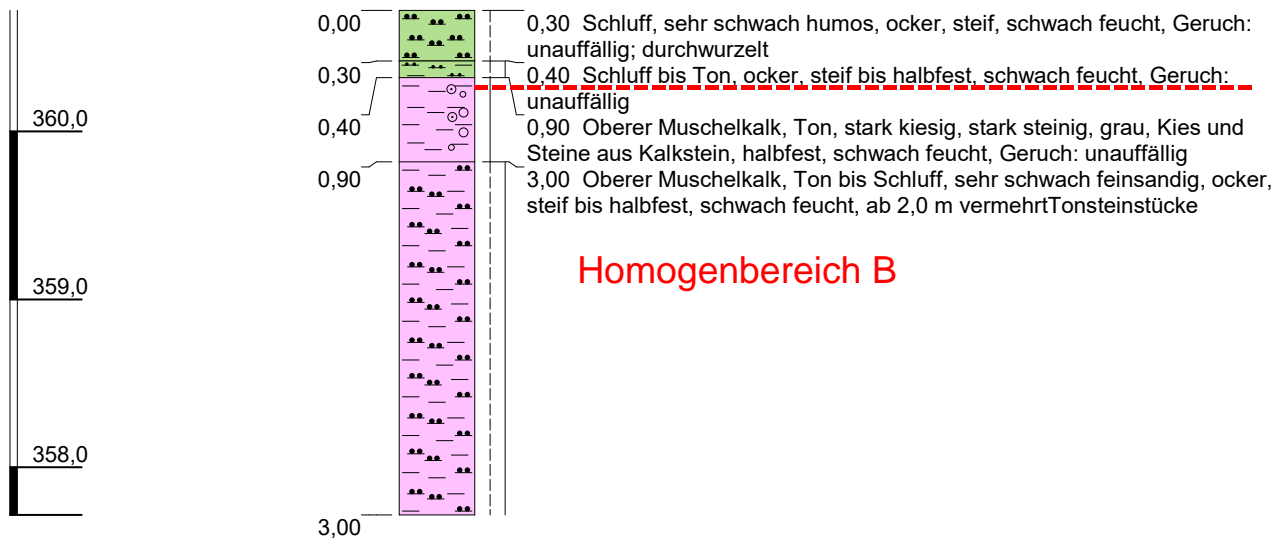 0,00
0,30 Schluff, sehr schwach humos, ocker, steif, schwach feucht, Geruch:
unauffällig; durchwurzelt
0,30
0,40 Schluff bis Ton, ocker, steif bis halbfest, schwach feucht, Geruch:
unauffällig
360,0
0,40
0,90 Oberer Muschelkalk, Ton, stark kiesig, stark steinig, grau, Kies und
Steine aus Kalkstein, halbfest, schwach feucht, Geruch: unauffällig
0,90
3,00 Oberer Muschelkalk, Ton bis Schluff, sehr schwach feinsandig, ocker,
steif bis halbfest, schwach feucht, ab 2,0 m vermehrtTonsteinstücke
Homogenbereich B
359,0
358,0
3,00